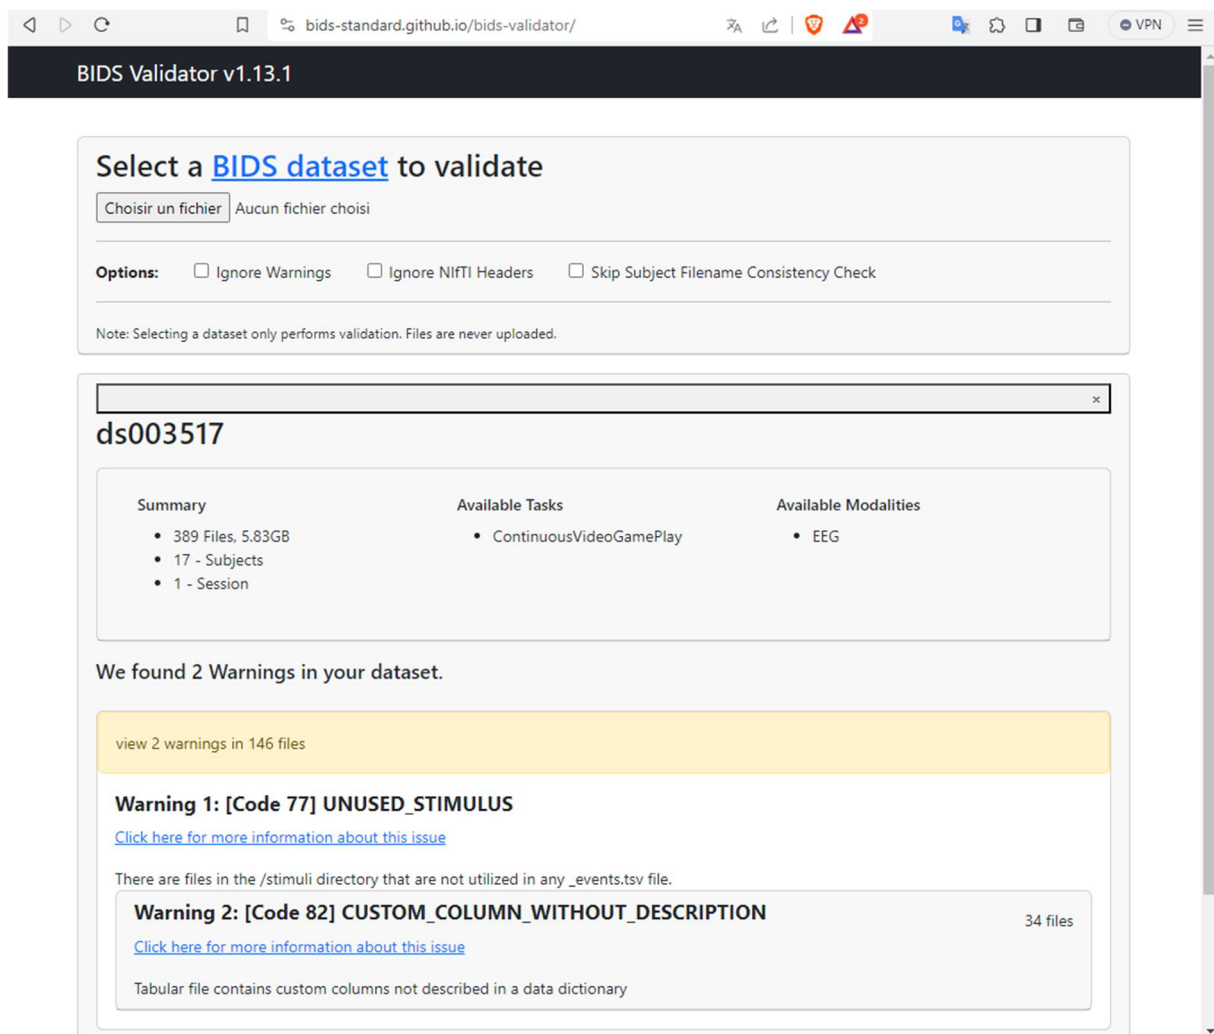 bids-standard.github.io/bids-validator/
2
VPN
BIDS Validator v1.13.1
Select a BIDS dataset to validate
Choisir un fichier Aucun fichier choisi
Options: Ignore Warnings Ignore NIfTI Headers Skip Subject Filename Consistency Check
Note: Selecting a dataset only performs validation. Files are never uploaded.
×
ds003517
Summary
• 389 Files, 5.83GB
• 17 - Subjects
• 1 - Session
Available Tasks
• ContinuousVideoGamePlay
Available Modalities
• EEG
We found 2 Warnings in your dataset.
view 2 warnings in 146 files
Warning 1: [Code 77] UNUSED_STIMULUS
Click here for more information about this issue
There are files in the /stimuli directory that are not utilized in any _events.tsv file.
Warning 2: [Code 82] CUSTOM_COLUMN_WITHOUT_DESCRIPTION 34 files
Click here for more information about this issue
Tabular file contains custom columns not described in a data dictionary